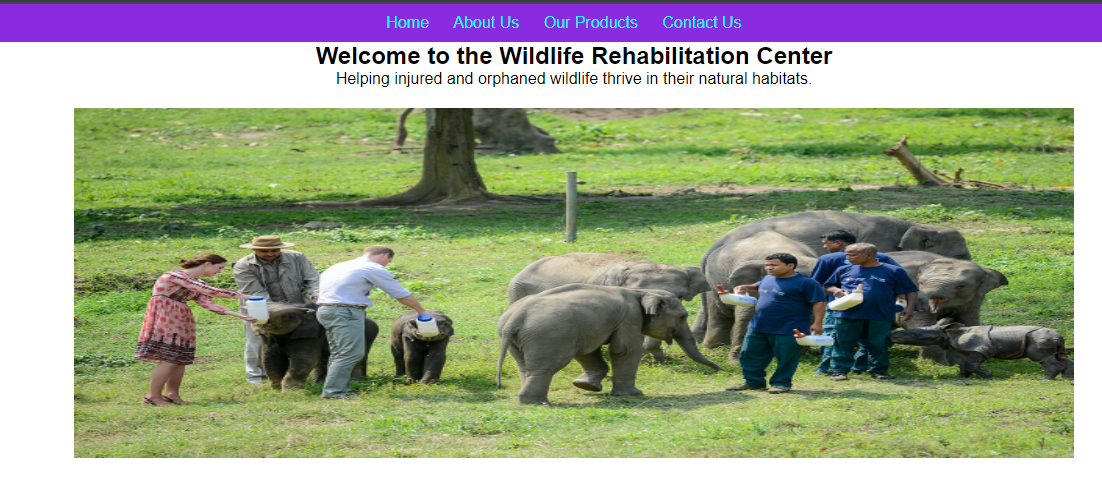 Home About Us Our Products Contact Us
Welcome to the Wildlife Rehabilitation Center
Helping injured and orphaned wildlife thrive in their natural habitats.